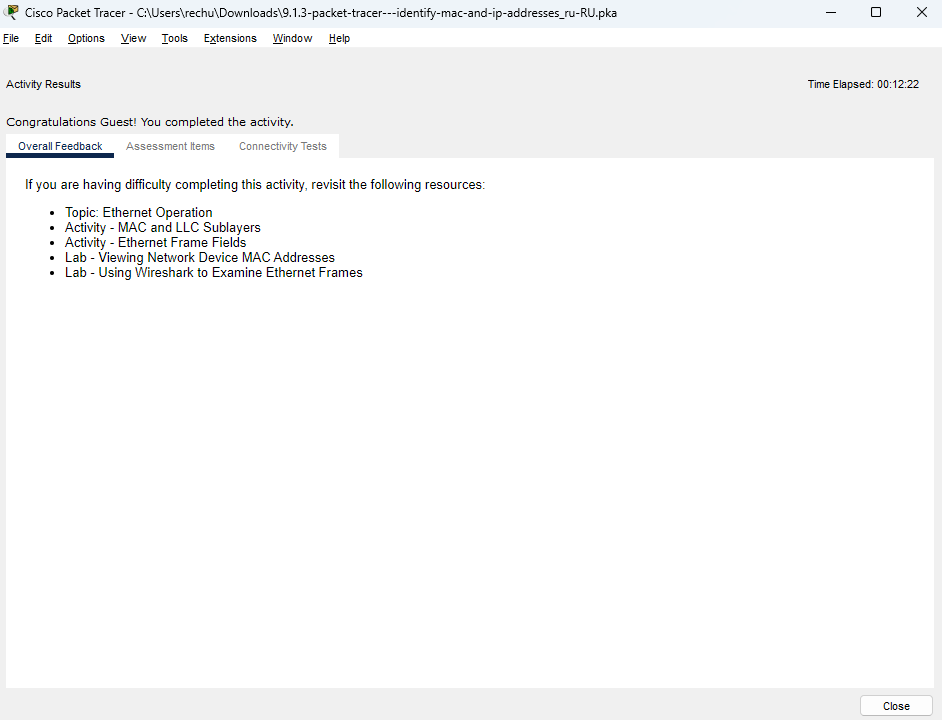 Cisco Packet Tracer - C:\Users\rechu\Downloads\9.1.3-packet-tracer---identify-mac-and-ip-addresses_ru-RU.pka
File Edit Options View Tools Extensions Window Help
Activity Results Time Elapsed: 00:12:22
Congratulations Guest! You completed the activity.
Overall Feedback Assessment Items Connectivity Tests
If you are having difficulty completing this activity, revisit the following resources:
• Topic: Ethernet Operation
• Activity - MAC and LLC Sublayers
• Activity - Ethernet Frame Fields
• Lab - Viewing Network Device MAC Addresses
• Lab - Using Wireshark to Examine Ethernet Frames
Close